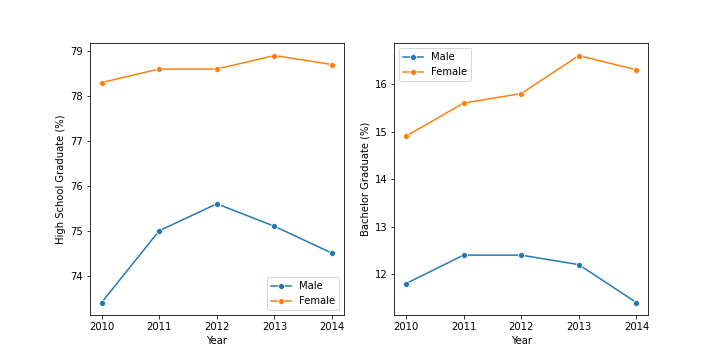 79
78
77
76
75
74
High School Graduate (%)
2010 2011 2012 2013 2014
Year
Male
Female
16
15
14
13
12
Bachelor Graduate (%)
2010 2011 2012 2013 2014
Year
Male
Female